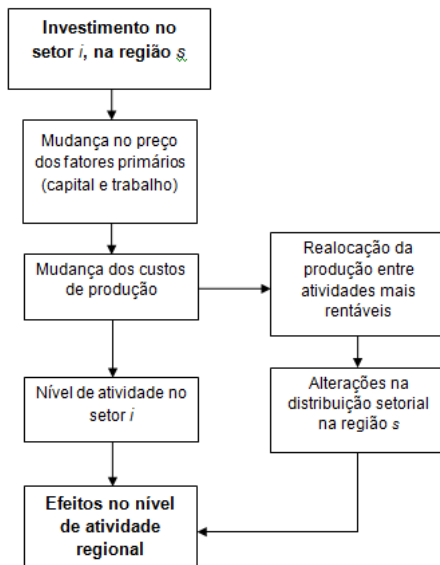 Investimento no
setor i, na região s
Mudança no preço
dos fatores primários
(capital e trabalho)
Mudança dos custos
de produção
Realocação da
produção entre
atividades mais
rentáveis
Nível de atividade no
setor i
Alterações na
distribuição setorial
na região s
Efeitos no nível
de atividade
regional